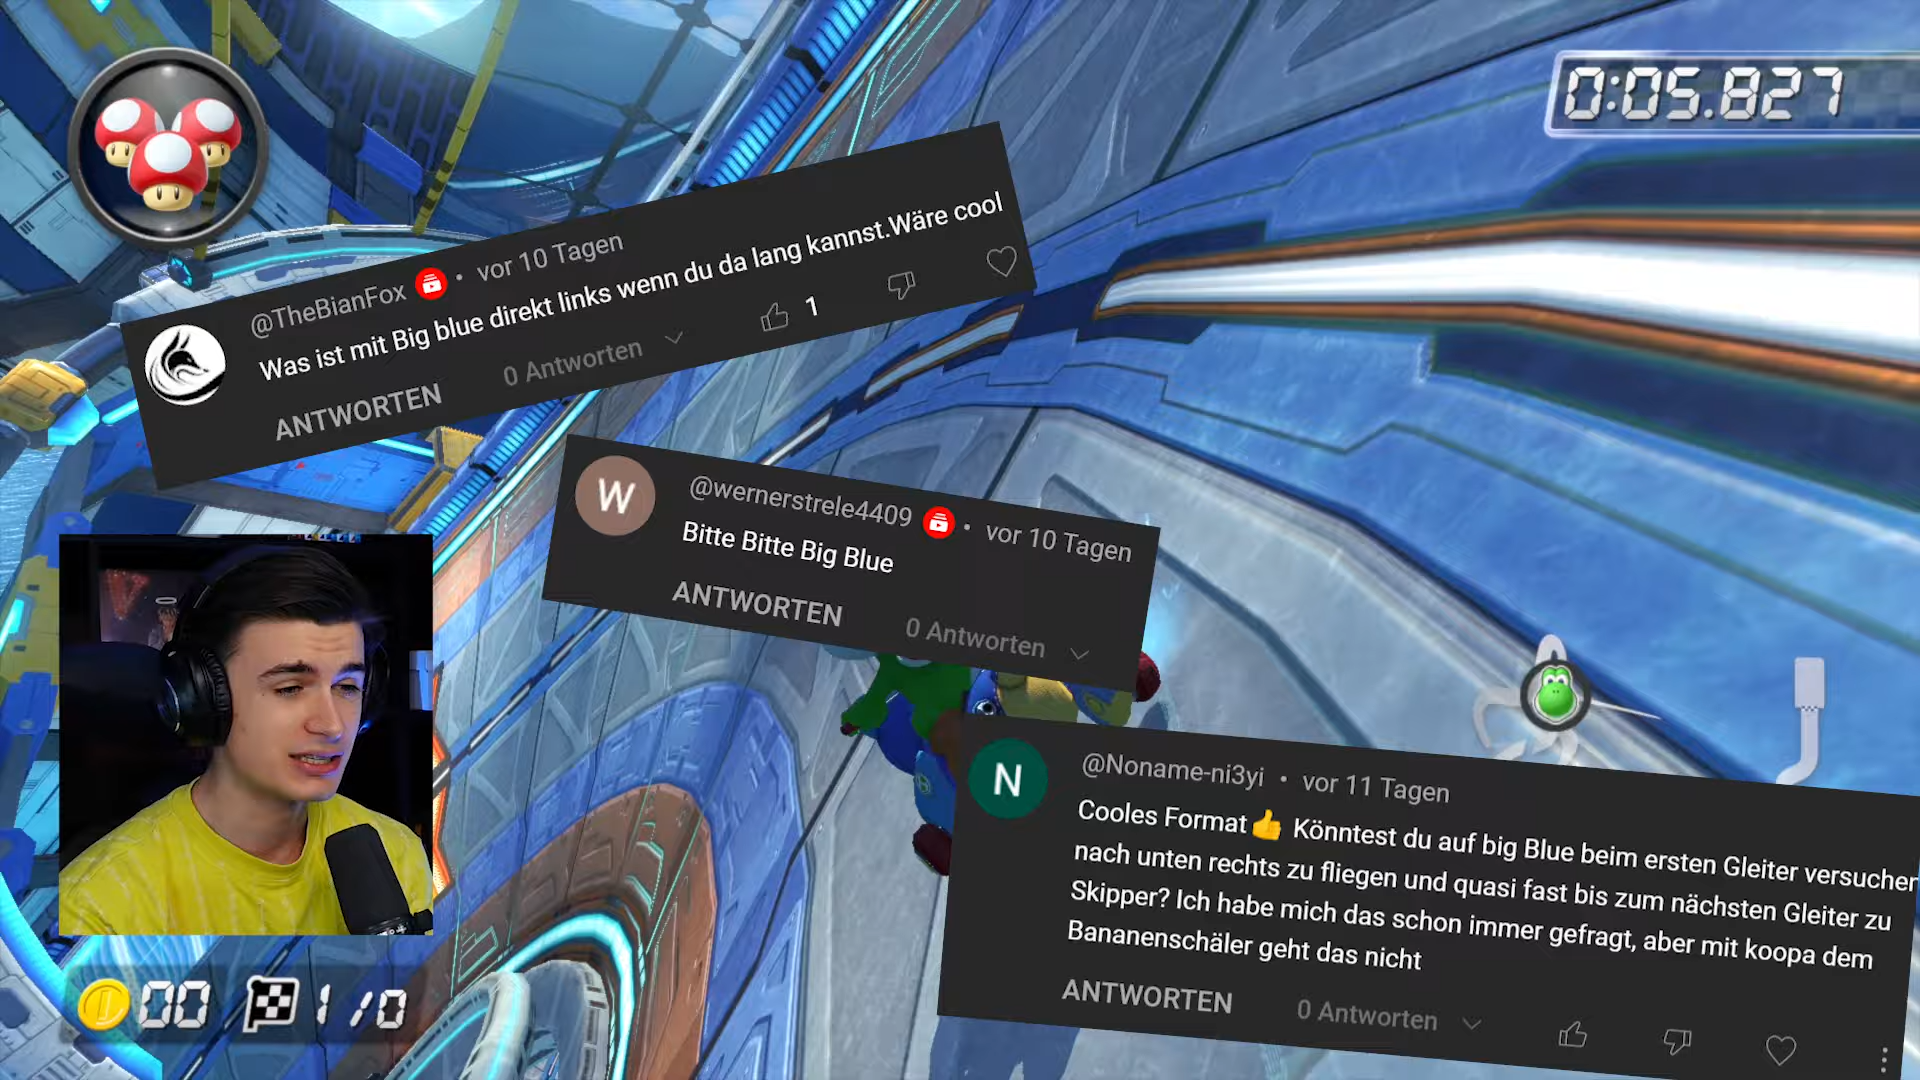 0:05.827
@TheBianFox • vor 10 Tagen
Was ist mit Big blue direkt links wenn du da lang kannst.Wäre cool
ANTWORTEN 0 Antworten 1
W @wernerstrele4409 • vor 10 Tagen
Bitte Bitte Big Blue
ANTWORTEN 0 Antworten
N @Noname-ni3yi • vor 11 Tagen
Cooles Format👍 Könntest du auf big Blue beim ersten Gleiter versuchen
nach unten rechts zu fliegen und quasi fast bis zum nächsten Gleiter zu
Skipper? Ich habe mich das schon immer gefragt, aber mit koopa dem
Bananenschäler geht das nicht
ANTWORTEN 0 Antworten
00 1/0